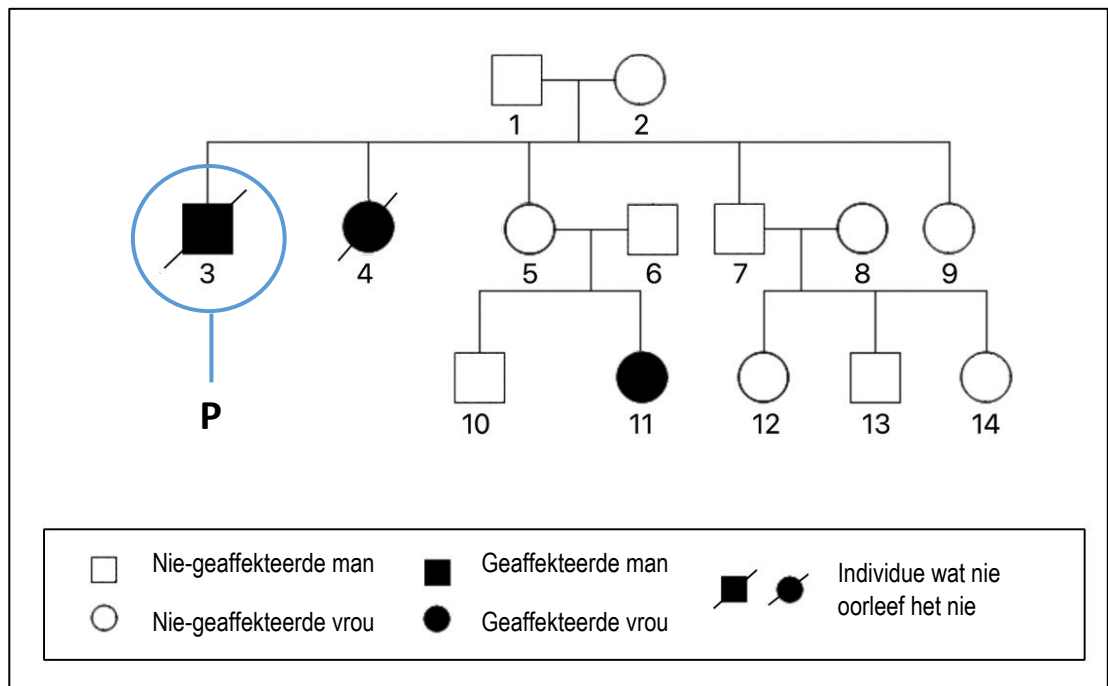 1 2
3 4 5 6 7 8 9
P
10 11 12 13 14
Nie-geaffekteerde man
Geaffekteerde man
Individue wat nie
oorleef het nie
Nie-geaffekteerde vrou
Geaffekteerde vrou